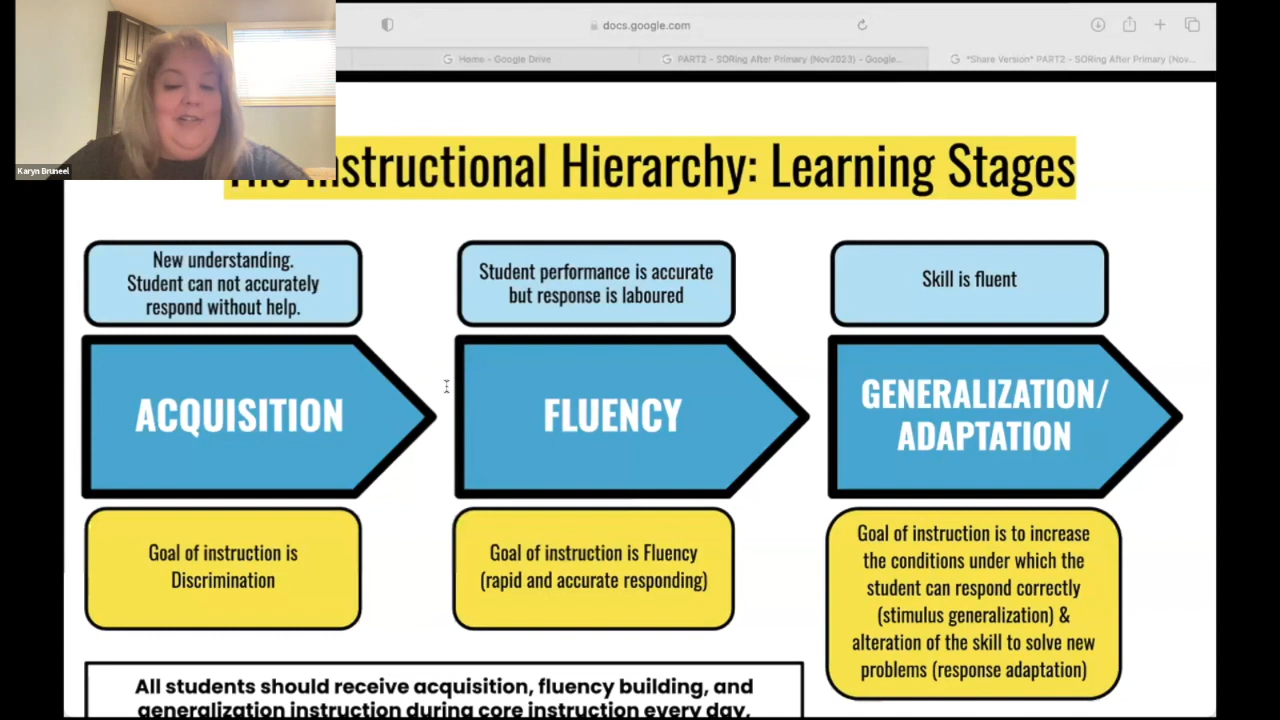 docs.google.com
Home - Google Drive
PART2 - SORing After Primary (Nov2023) - Google...
*Share Version* PART2 - SORing After Primary (Nov...
Karyn Bruneel
Instructional Hierarchy: Learning Stages
New understanding.
Student can not accurately
respond without help.
Student performance is accurate
but response is laboured
Skill is fluent
ACQUISITION
FLUENCY
GENERALIZATION/
ADAPTATION
Goal of instruction is
Discrimination
Goal of instruction is Fluency
(rapid and accurate responding)
Goal of instruction is to increase
the conditions under which the
student can respond correctly
(stimulus generalization) &
alteration of the skill to solve new
problems (response adaptation)
All students should receive acquisition, fluency building, and
generalization instruction during core instruction every day,